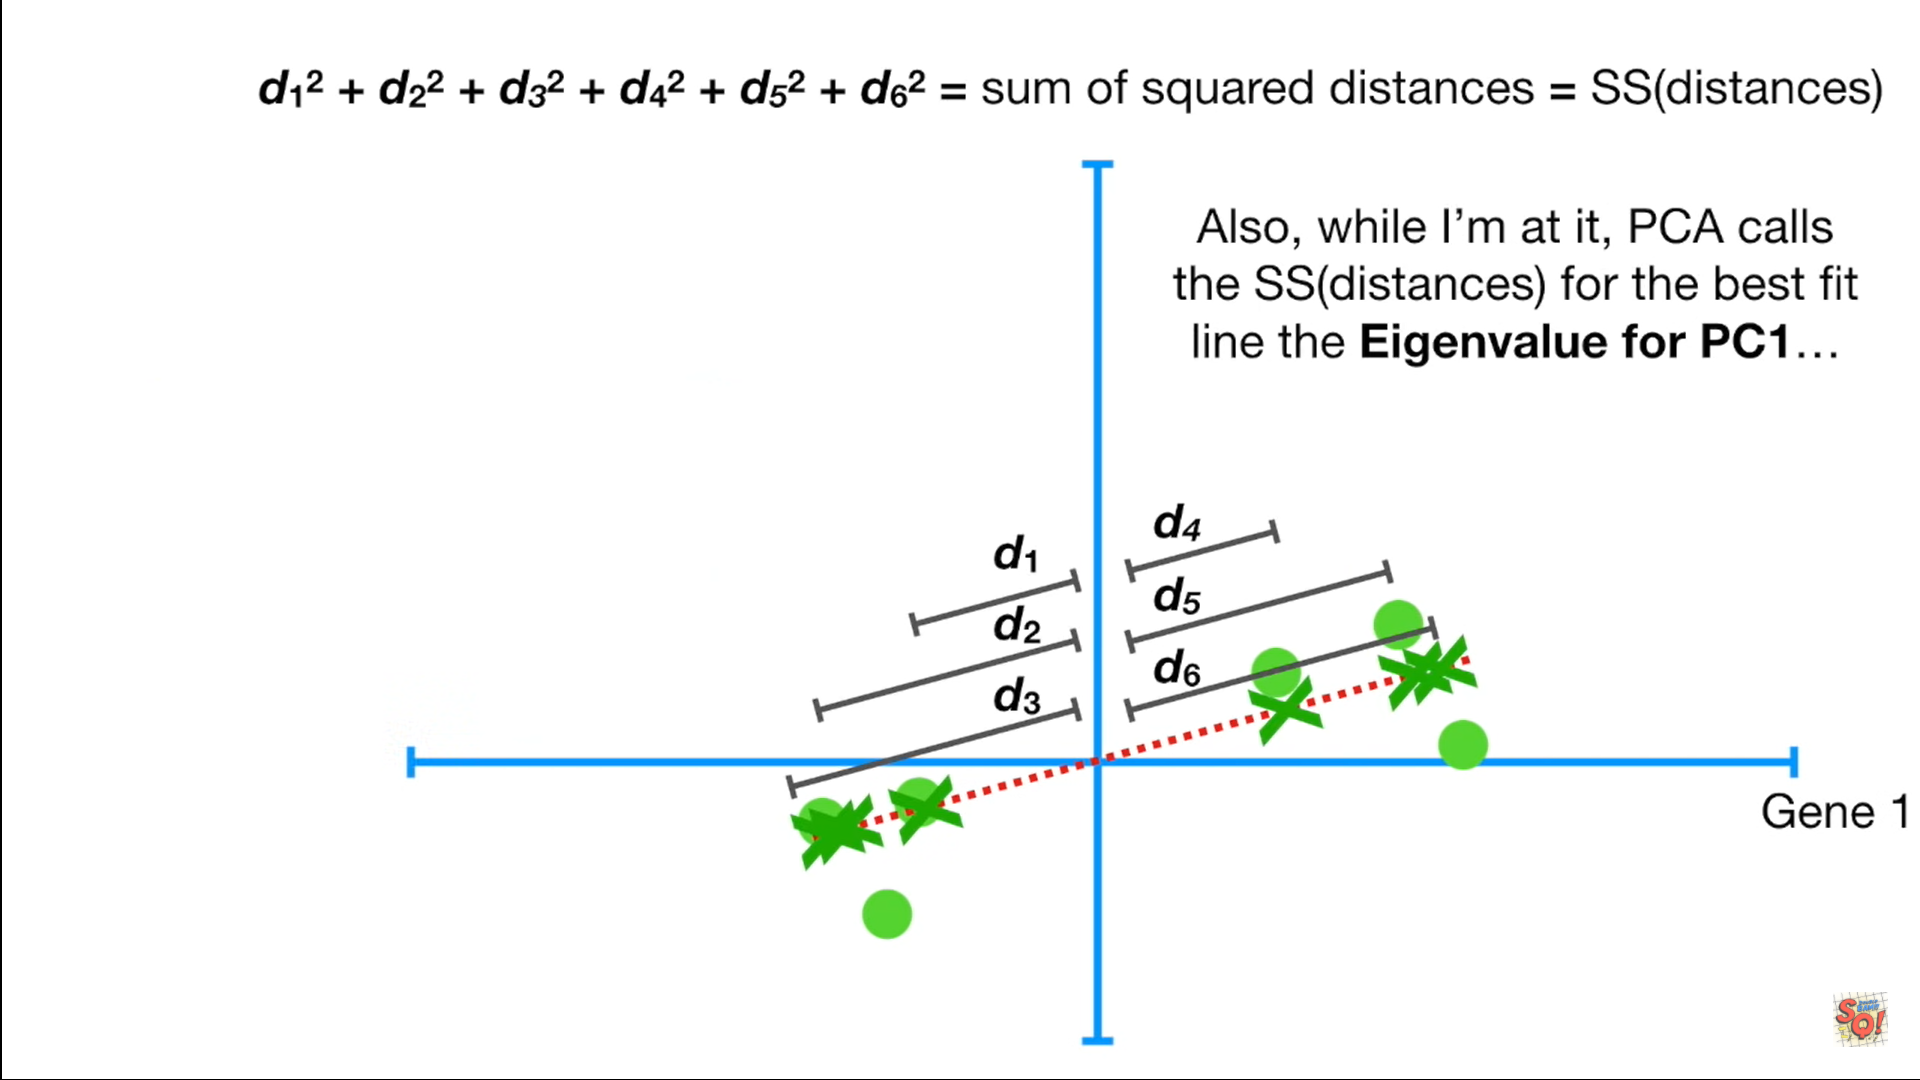 d₁² + d₂² + d₃² + d₄² + d₅² + d₆² = sum of squared distances = SS(distances)
Also, while I’m at it, PCA calls
the SS(distances) for the best fit
line the Eigenvalue for PC1…
d₄
d₁
d₅
d₂
d₆
d₃
Gene 1
SQ!